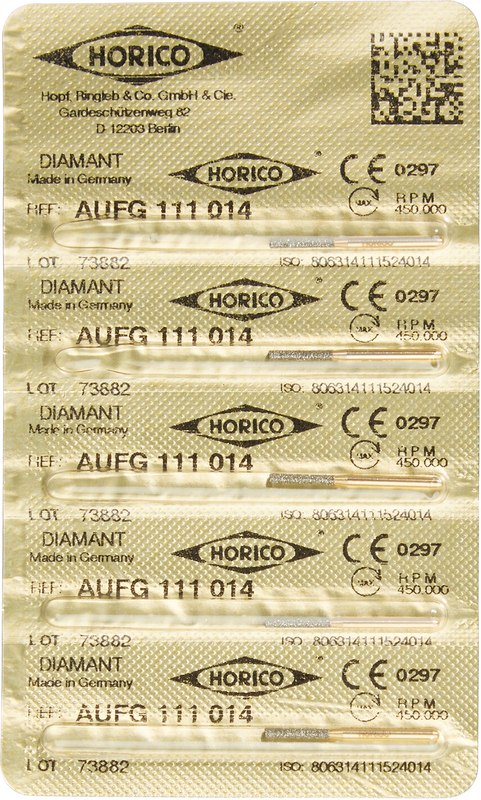 HORICO ®
Hopf, Ringleb & Co. GmbH & Cie.
Gardeschützenweg 82
D 12203 Berlin
DIAMANT HORICO ® CE 0297
Made in Germany
REF: AUFG 111 014 MAX. RPM 450.000
LOT 73882 ISO: 806314111524014
DIAMANT HORICO ® CE 0297
Made in Germany
REF: AUFG 111 014 MAX. RPM 450.000
LOT 73882 ISO: 806314111524014
DIAMANT HORICO ® CE 0297
Made in Germany
REF: AUFG 111 014 MAX. RPM 450.000
LOT 73882 ISO: 806314111524014
DIAMANT HORICO ® CE 0297
Made in Germany
REF: AUFG 111 014 MAX. RPM 450.000
LOT 73882 ISO: 806314111524014
DIAMANT HORICO ® CE 0297
Made in Germany
REF: AUFG 111 014 MAX. RPM 450.000
LOT 73882 ISO: 806314111524014